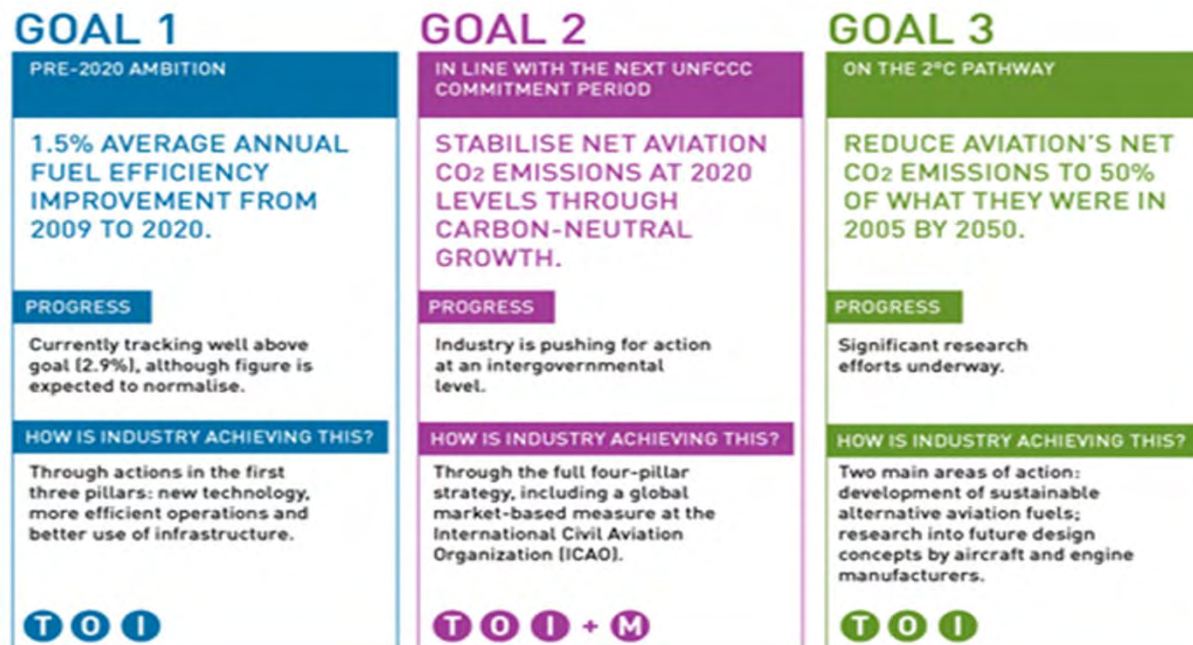 GOAL 1
PRE-2020 AMBITION
1.5% AVERAGE ANNUAL
FUEL EFFICIENCY
IMPROVEMENT FROM
2009 TO 2020.
PROGRESS
Currently tracking well above
goal (2.9%), although figure is
expected to normalise.
HOW IS INDUSTRY ACHIEVING THIS?
Through actions in the first
three pillars: new technology,
more efficient operations and
better use of infrastructure.
T O I
GOAL 2
IN LINE WITH THE NEXT UNFCCC
COMMITMENT PERIOD
STABILISE NET AVIATION
CO2 EMISSIONS AT 2020
LEVELS THROUGH
CARBON-NEUTRAL
GROWTH.
PROGRESS
Industry is pushing for action
at an intergovernmental
level.
HOW IS INDUSTRY ACHIEVING THIS?
Through the full four-pillar
strategy, including a global
market-based measure at the
International Civil Aviation
Organization (ICAO).
T O I + M
GOAL 3
ON THE 2°C PATHWAY
REDUCE AVIATION'S NET
CO2 EMISSIONS TO 50%
OF WHAT THEY WERE IN
2005 BY 2050.
PROGRESS
Significant research
efforts underway.
HOW IS INDUSTRY ACHIEVING THIS?
Two main areas of action:
development of sustainable
alternative aviation fuels;
research into future design
concepts by aircraft and engine
manufacturers.
T O I